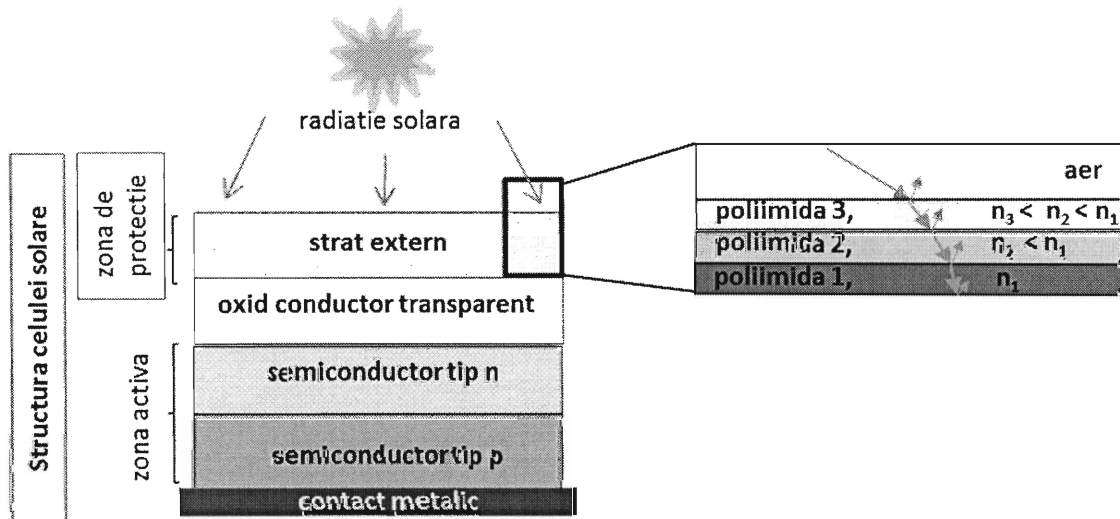 radiatie solara
Structura celulei solare
zona de
protectie
strat extern
oxid conductor transparent
zona activa
semiconductor tip n
semiconductor tip p
contact metalic
aer
poliimida 3, n₃ < n₂ < n₁
poliimida 2, n₂ < n₁
poliimida 1, n₁